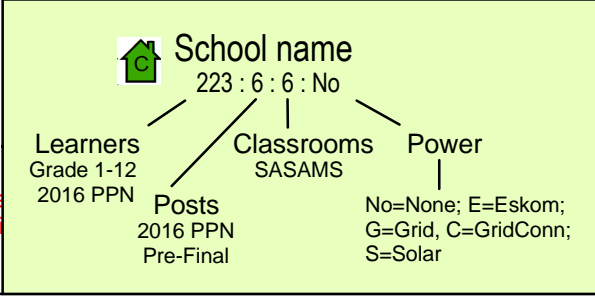 C
School name
223 : 6 : 6 : No
Learners
Grade 1-12
2016 PPN
Posts
2016 PPN
Pre-Final
Classrooms
SASAMS
Power
No=None; E=Eskom;
G=Grid, C=GridConn;
S=Solar